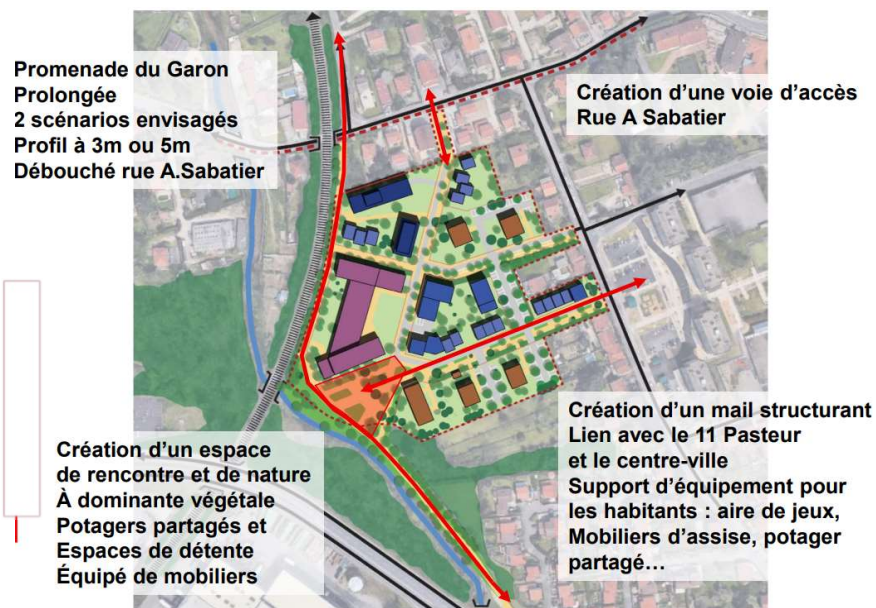 Promenade du Garon
Prolongée
2 scénarios envisagés
Profil à 3m ou 5m
Débouché rue A.Sabatier
Création d'une voie d'accès
Rue A Sabatier
Création d'un espace
de rencontre et de nature
À dominante végétale
Potagers partagés et
Espaces de détente
Équipé de mobiliers
Création d'un mail structurant
Lien avec le 11 Pasteur
et le centre-ville
Support d'équipement pour
les habitants : aire de jeux,
Mobiliers d'assise, potager
partagé…